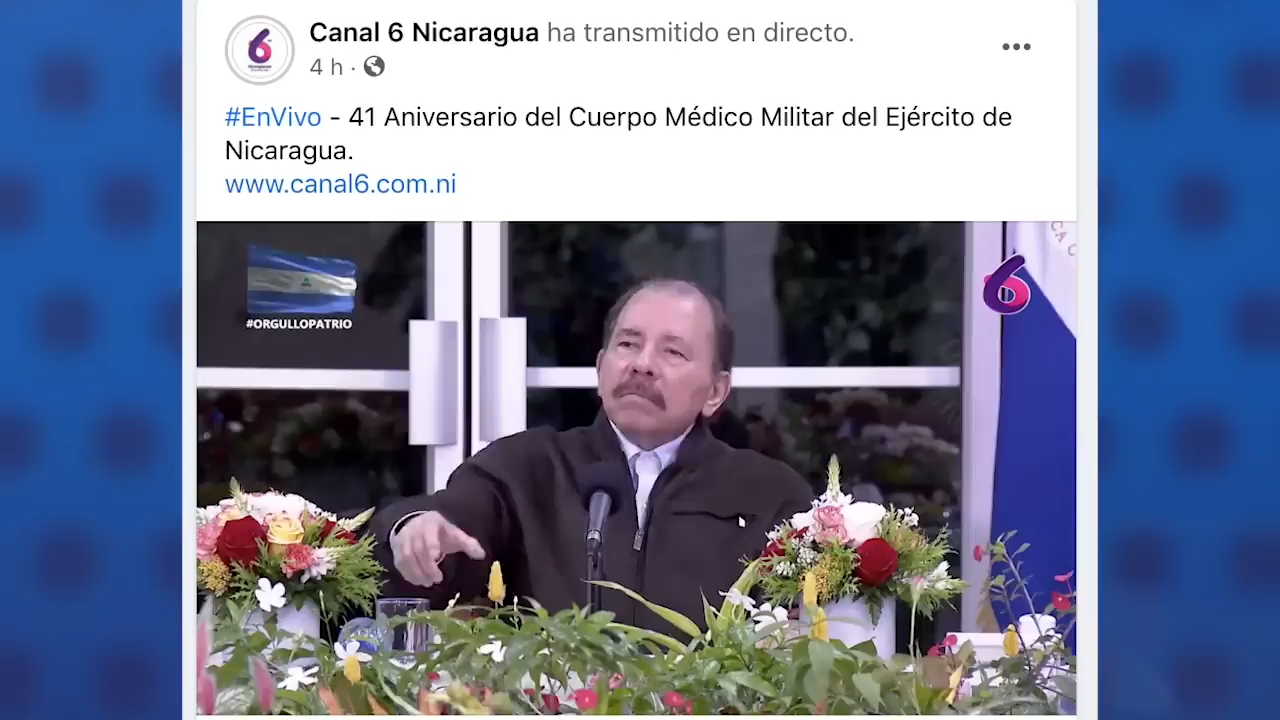 Canal 6 Nicaragua ha transmitido en directo.
4 h ·
#EnVivo - 41 Aniversario del Cuerpo Médico Militar del Ejército de
Nicaragua.
www.canal6.com.ni
#ORGULLOPATRIO
6
CA C